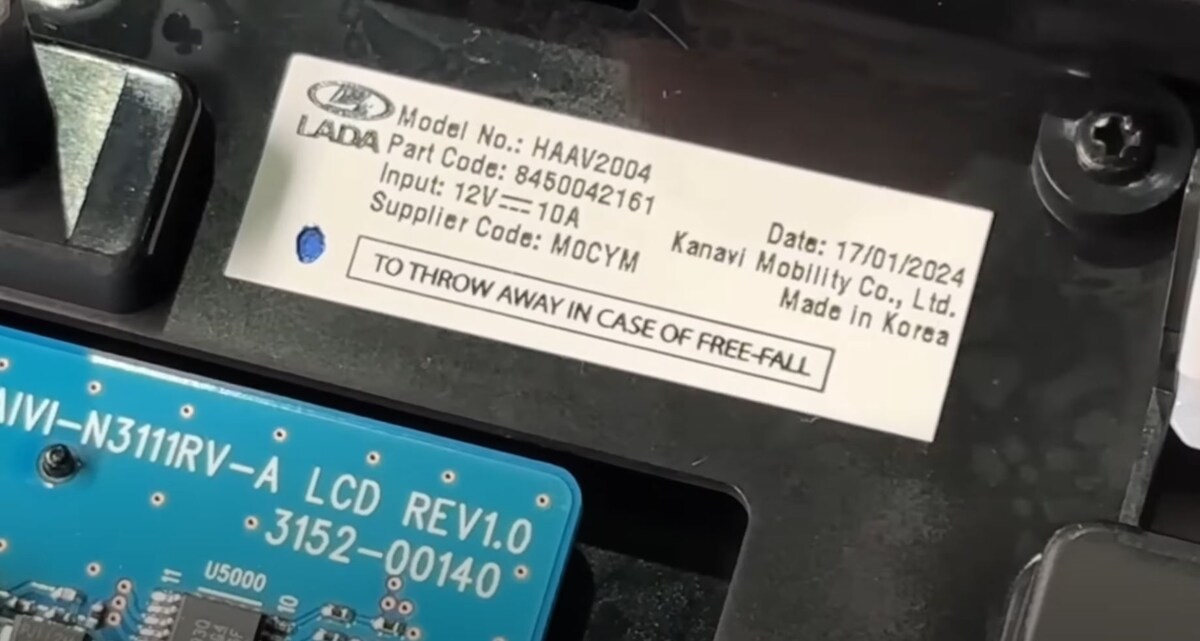 LADA
Model No.: HAAV2004
Part Code: 8450042161
Input: 12V⎓10A
Supplier Code: M0CYM
Date: 17/01/2024
Kanavi Mobility Co., Ltd.
Made in Korea
TO THROW AWAY IN CASE OF FREE-FALL
AIVI-N3111RV-A LCD REV1.0
3152-00140
U5000
10